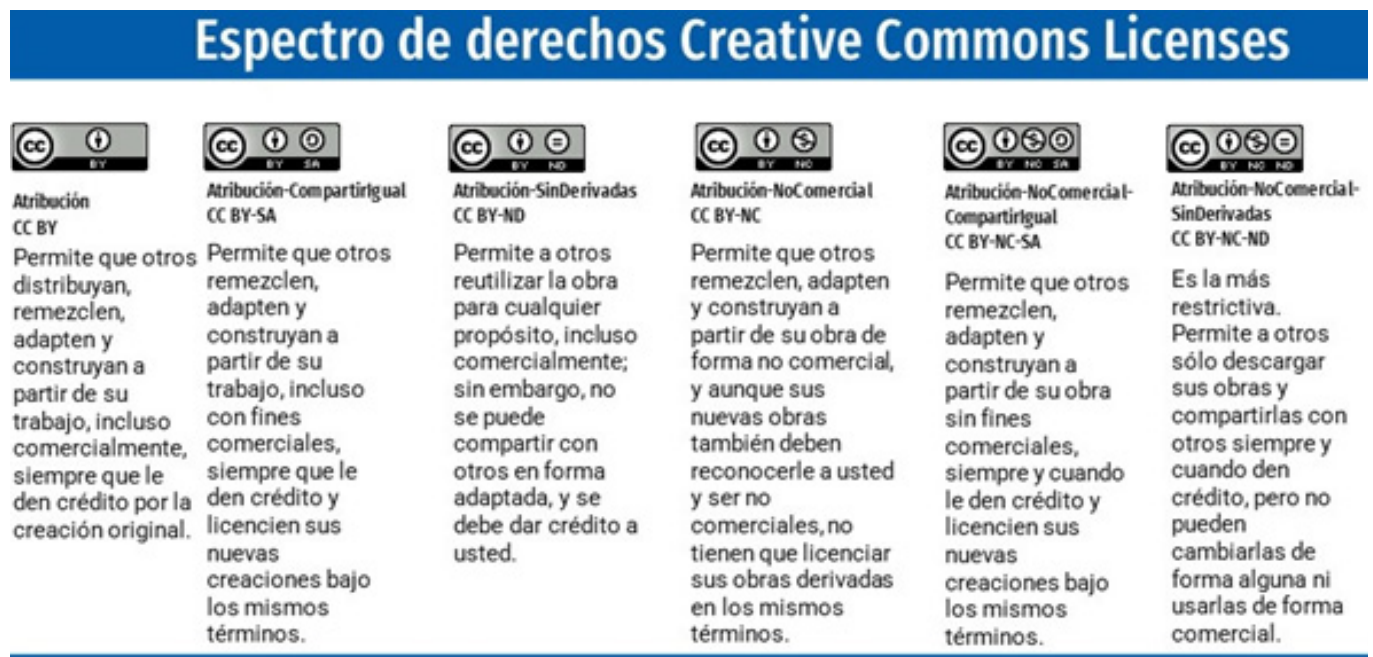 Espectro de derechos Creative Commons Licenses
cc
BY
Atribución
CC BY
Permite que otros
distribuyan,
remezclen,
adapten y
construyan a
partir de su
trabajo, incluso
comercialmente,
siempre que le
den crédito por la
creación original.
cc
BY SA
Atribución-CompartirIgual
CC BY-SA
Permite que otros
remezclen,
adapten y
construyan a
partir de su
trabajo, incluso
con fines
comerciales,
siempre que le
den crédito y
licencien sus
nuevas
creaciones bajo
los mismos
términos.
cc
BY ND
Atribución-SinDerivadas
CC BY-ND
Permite a otros
reutilizar la obra
para cualquier
propósito, incluso
comercialmente;
sin embargo, no
se puede
compartir con
otros en forma
adaptada, y se
debe dar crédito a
usted.
cc
BY NC
Atribución-NoComercial
CC BY-NC
Permite que otros
remezclen, adapten
y construyan a
partir de su obra de
forma no comercial,
y aunque sus
nuevas obras
también deben
reconocerle a usted
y ser no
comerciales, no
tienen que licenciar
sus obras derivadas
en los mismos
términos.
cc
BY NC SA
Atribución-NoComercial-
CompartirIgual
CC BY-NC-SA
Permite que otros
remezclen,
adapten y
construyan a
partir de su obra
sin fines
comerciales,
siempre y cuando
le den crédito y
licencien sus
nuevas
creaciones bajo
los mismos
términos.
cc
BY NC ND
Atribución-NoComercial-
SinDerivadas
CC BY-NC-ND
Es la más
restrictiva.
Permite a otros
sólo descargar
sus obras y
compartirlas con
otros siempre y
cuando den
crédito, pero no
pueden
cambiarlas de
forma alguna ni
usarlas de forma
comercial.